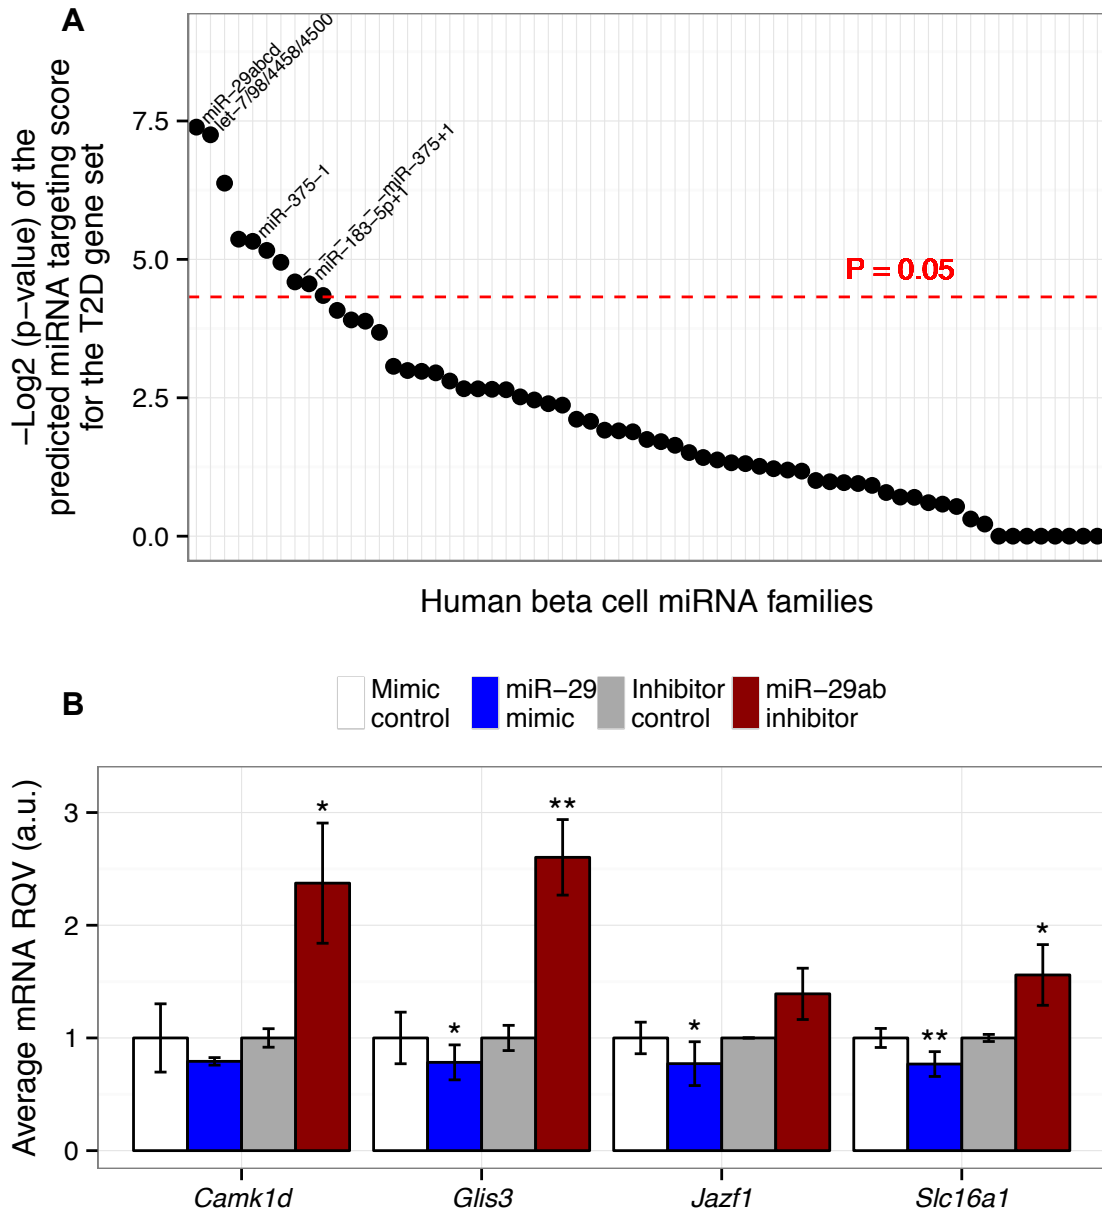 A
−Log2 (p−value) of the
predicted miRNA targeting score
for the T2D gene set
7.5
5.0
2.5
0.0
miR−29abcd
let−7/98/4458/4500
miR−375−1
miR−375+1
miR−183−5p+1
P = 0.05
Human beta cell miRNA families
B
Mimic
control
miR−29
mimic
Inhibitor
control
miR−29ab
inhibitor
Average mRNA RQV (a.u.)
3
2
1
0
*
**
*
*
*
**
Camk1d
Glis3
Jazf1
Slc16a1